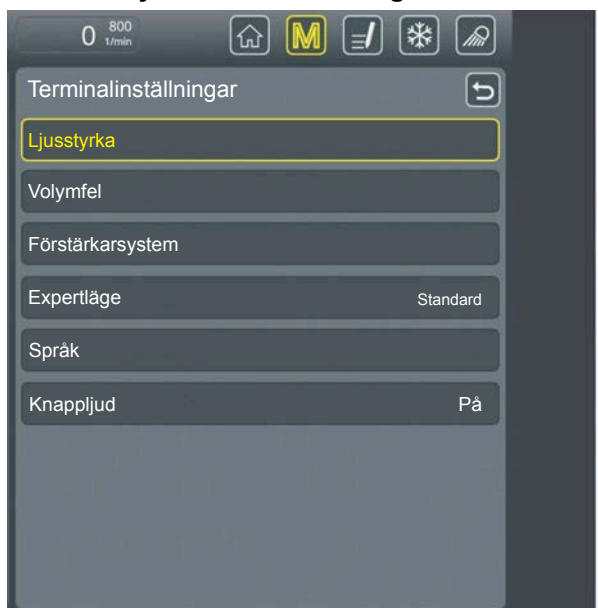 0 800
1/min
M
Terminalinställningar
Ljusstyrka
Volymfel
Förstärkarsystem
Expertläge Standard
Språk
Knappljud På